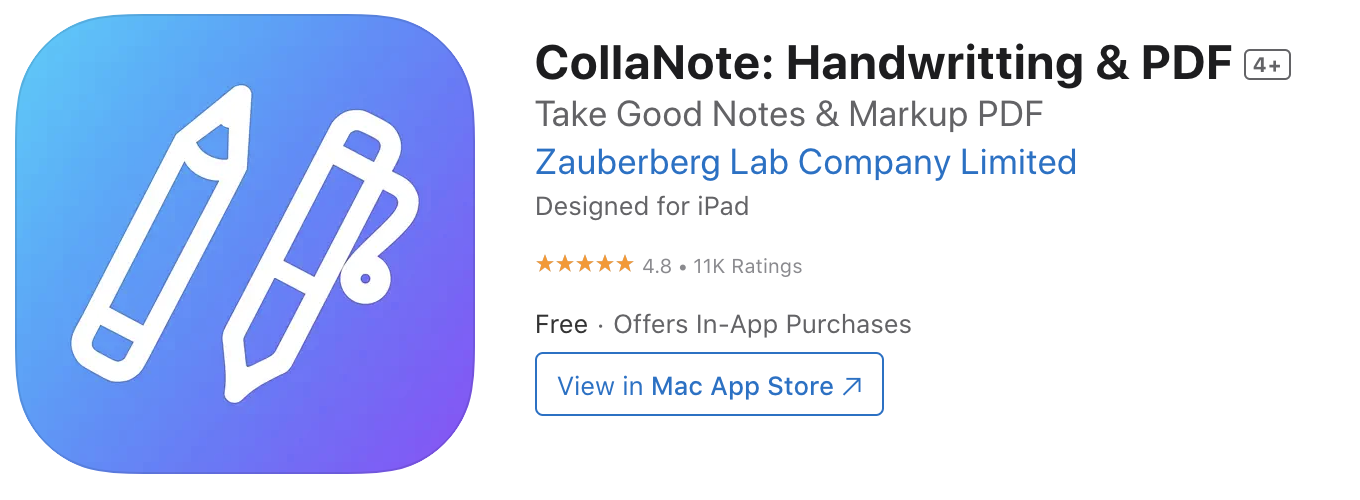 CollaNote: Handwritting & PDF 4+
Take Good Notes & Markup PDF
Zauberberg Lab Company Limited
Designed for iPad
★★★★★ 4.8 • 11K Ratings
Free · Offers In-App Purchases
View in Mac App Store ↗